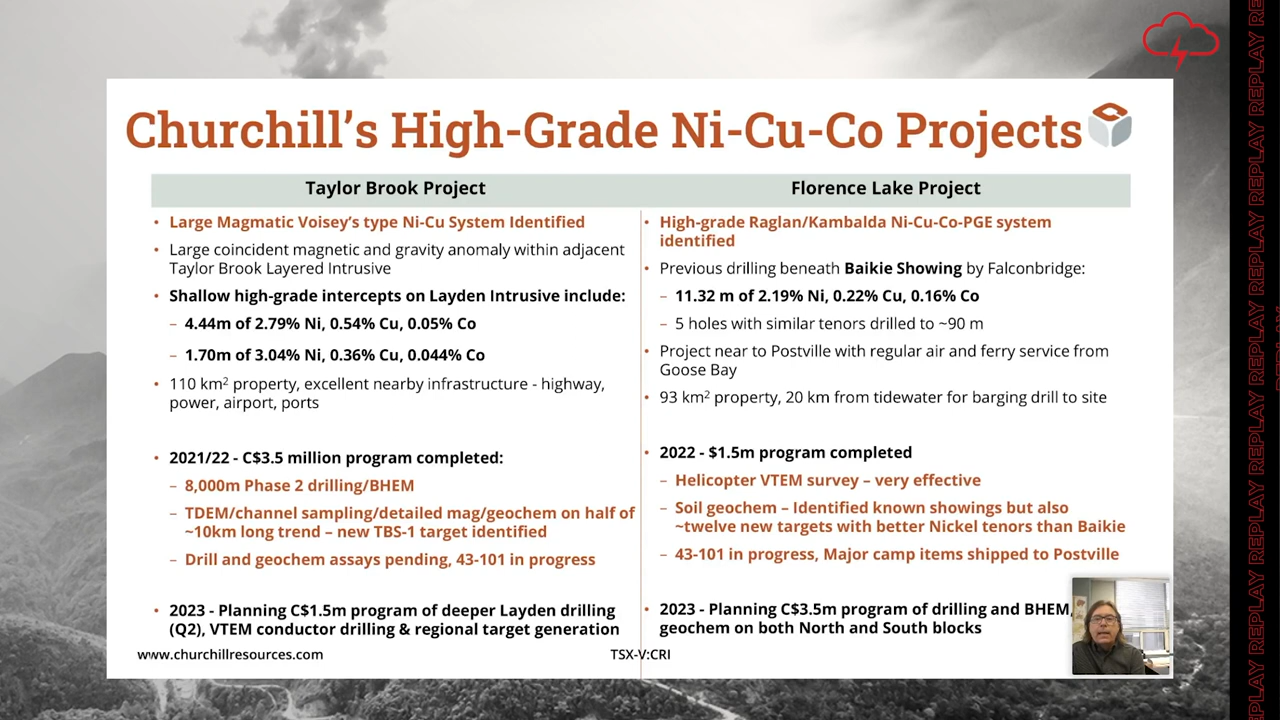 Churchill's High-Grade Ni-Cu-Co Projects
Taylor Brook Project
• Large Magmatic Voisey's type Ni-Cu System Identified
• Large coincident magnetic and gravity anomaly within adjacent
Taylor Brook Layered Intrusive
• Shallow high-grade intercepts on Layden Intrusive include:
– 4.44m of 2.79% Ni, 0.54% Cu, 0.05% Co
– 1.70m of 3.04% Ni, 0.36% Cu, 0.044% Co
• 110 km² property, excellent nearby infrastructure - highway,
power, airport, ports
• 2021/22 - C$3.5 million program completed:
– 8,000m Phase 2 drilling/BHEM
– TDEM/channel sampling/detailed mag/geochem on half of
~10km long trend – new TBS-1 target identified
– Drill and geochem assays pending, 43-101 in progress
• 2023 - Planning C$1.5m program of deeper Layden drilling
(Q2), VTEM conductor drilling & regional target generation
Florence Lake Project
• High-grade Raglan/Kambalda Ni-Cu-Co-PGE system
identified
• Previous drilling beneath Baikie Showing by Falconbridge:
– 11.32 m of 2.19% Ni, 0.22% Cu, 0.16% Co
– 5 holes with similar tenors drilled to ~90 m
• Project near to Postville with regular air and ferry service from
Goose Bay
• 93 km² property, 20 km from tidewater for barging drill to site
• 2022 - $1.5m program completed
– Helicopter VTEM survey – very effective
– Soil geochem – Identified known showings but also
~twelve new targets with better Nickel tenors than Baikie
– 43-101 in progress, Major camp items shipped to Postville
• 2023 - Planning C$3.5m program of drilling and BHEM,
geochem on both North and South blocks
www.churchillresources.com
TSX-V:CRI
REPLAY REPLAY REPLAY REPLAY REPLAY REPLAY REPLAY